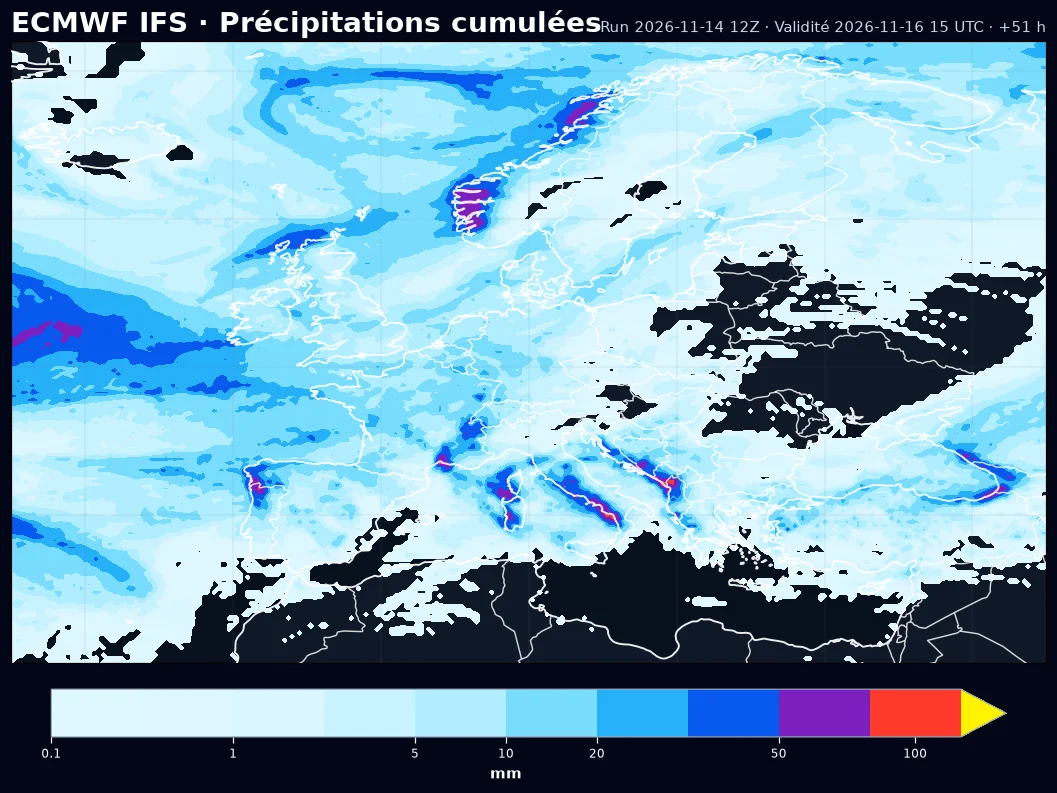 ECMWF IFS · Précipitations cumulées
Run 2026-11-14 12Z · Validité 2026-11-16 15 UTC · +51 h
0.1 1 5 10 20 50 100
mm